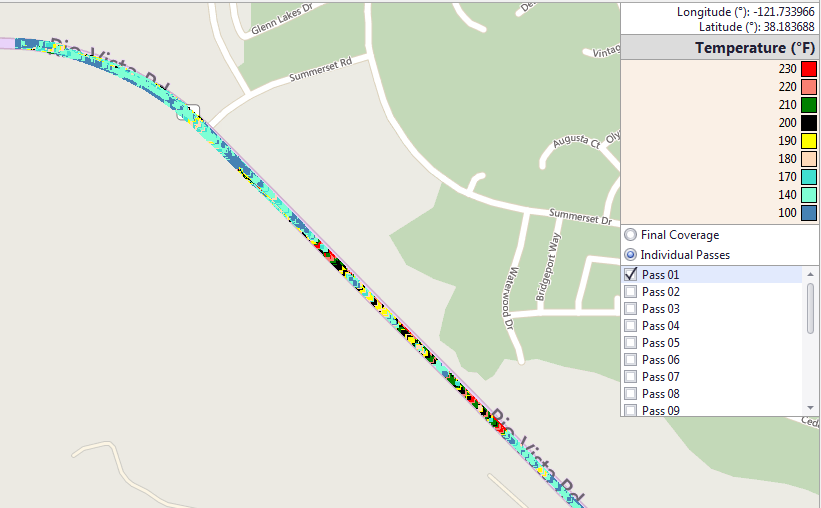 Glenn Lakes Dr
Summerset Rd
Rio Vista Rd
Longitude (°): -121.733966
Latitude (°): 38.183688
Temperature (°F)
230
220
210
200
190
180
170
140
100
Final Coverage
Individual Passes
Pass 01
Pass 02
Pass 03
Pass 04
Pass 05
Pass 06
Pass 07
Pass 08
Pass 09
De
Vintag
Augusta Ct
Oly
Summerset Dr
Bridgeport Way
Waterwood Dr
Rio Vista Rd
Ceda